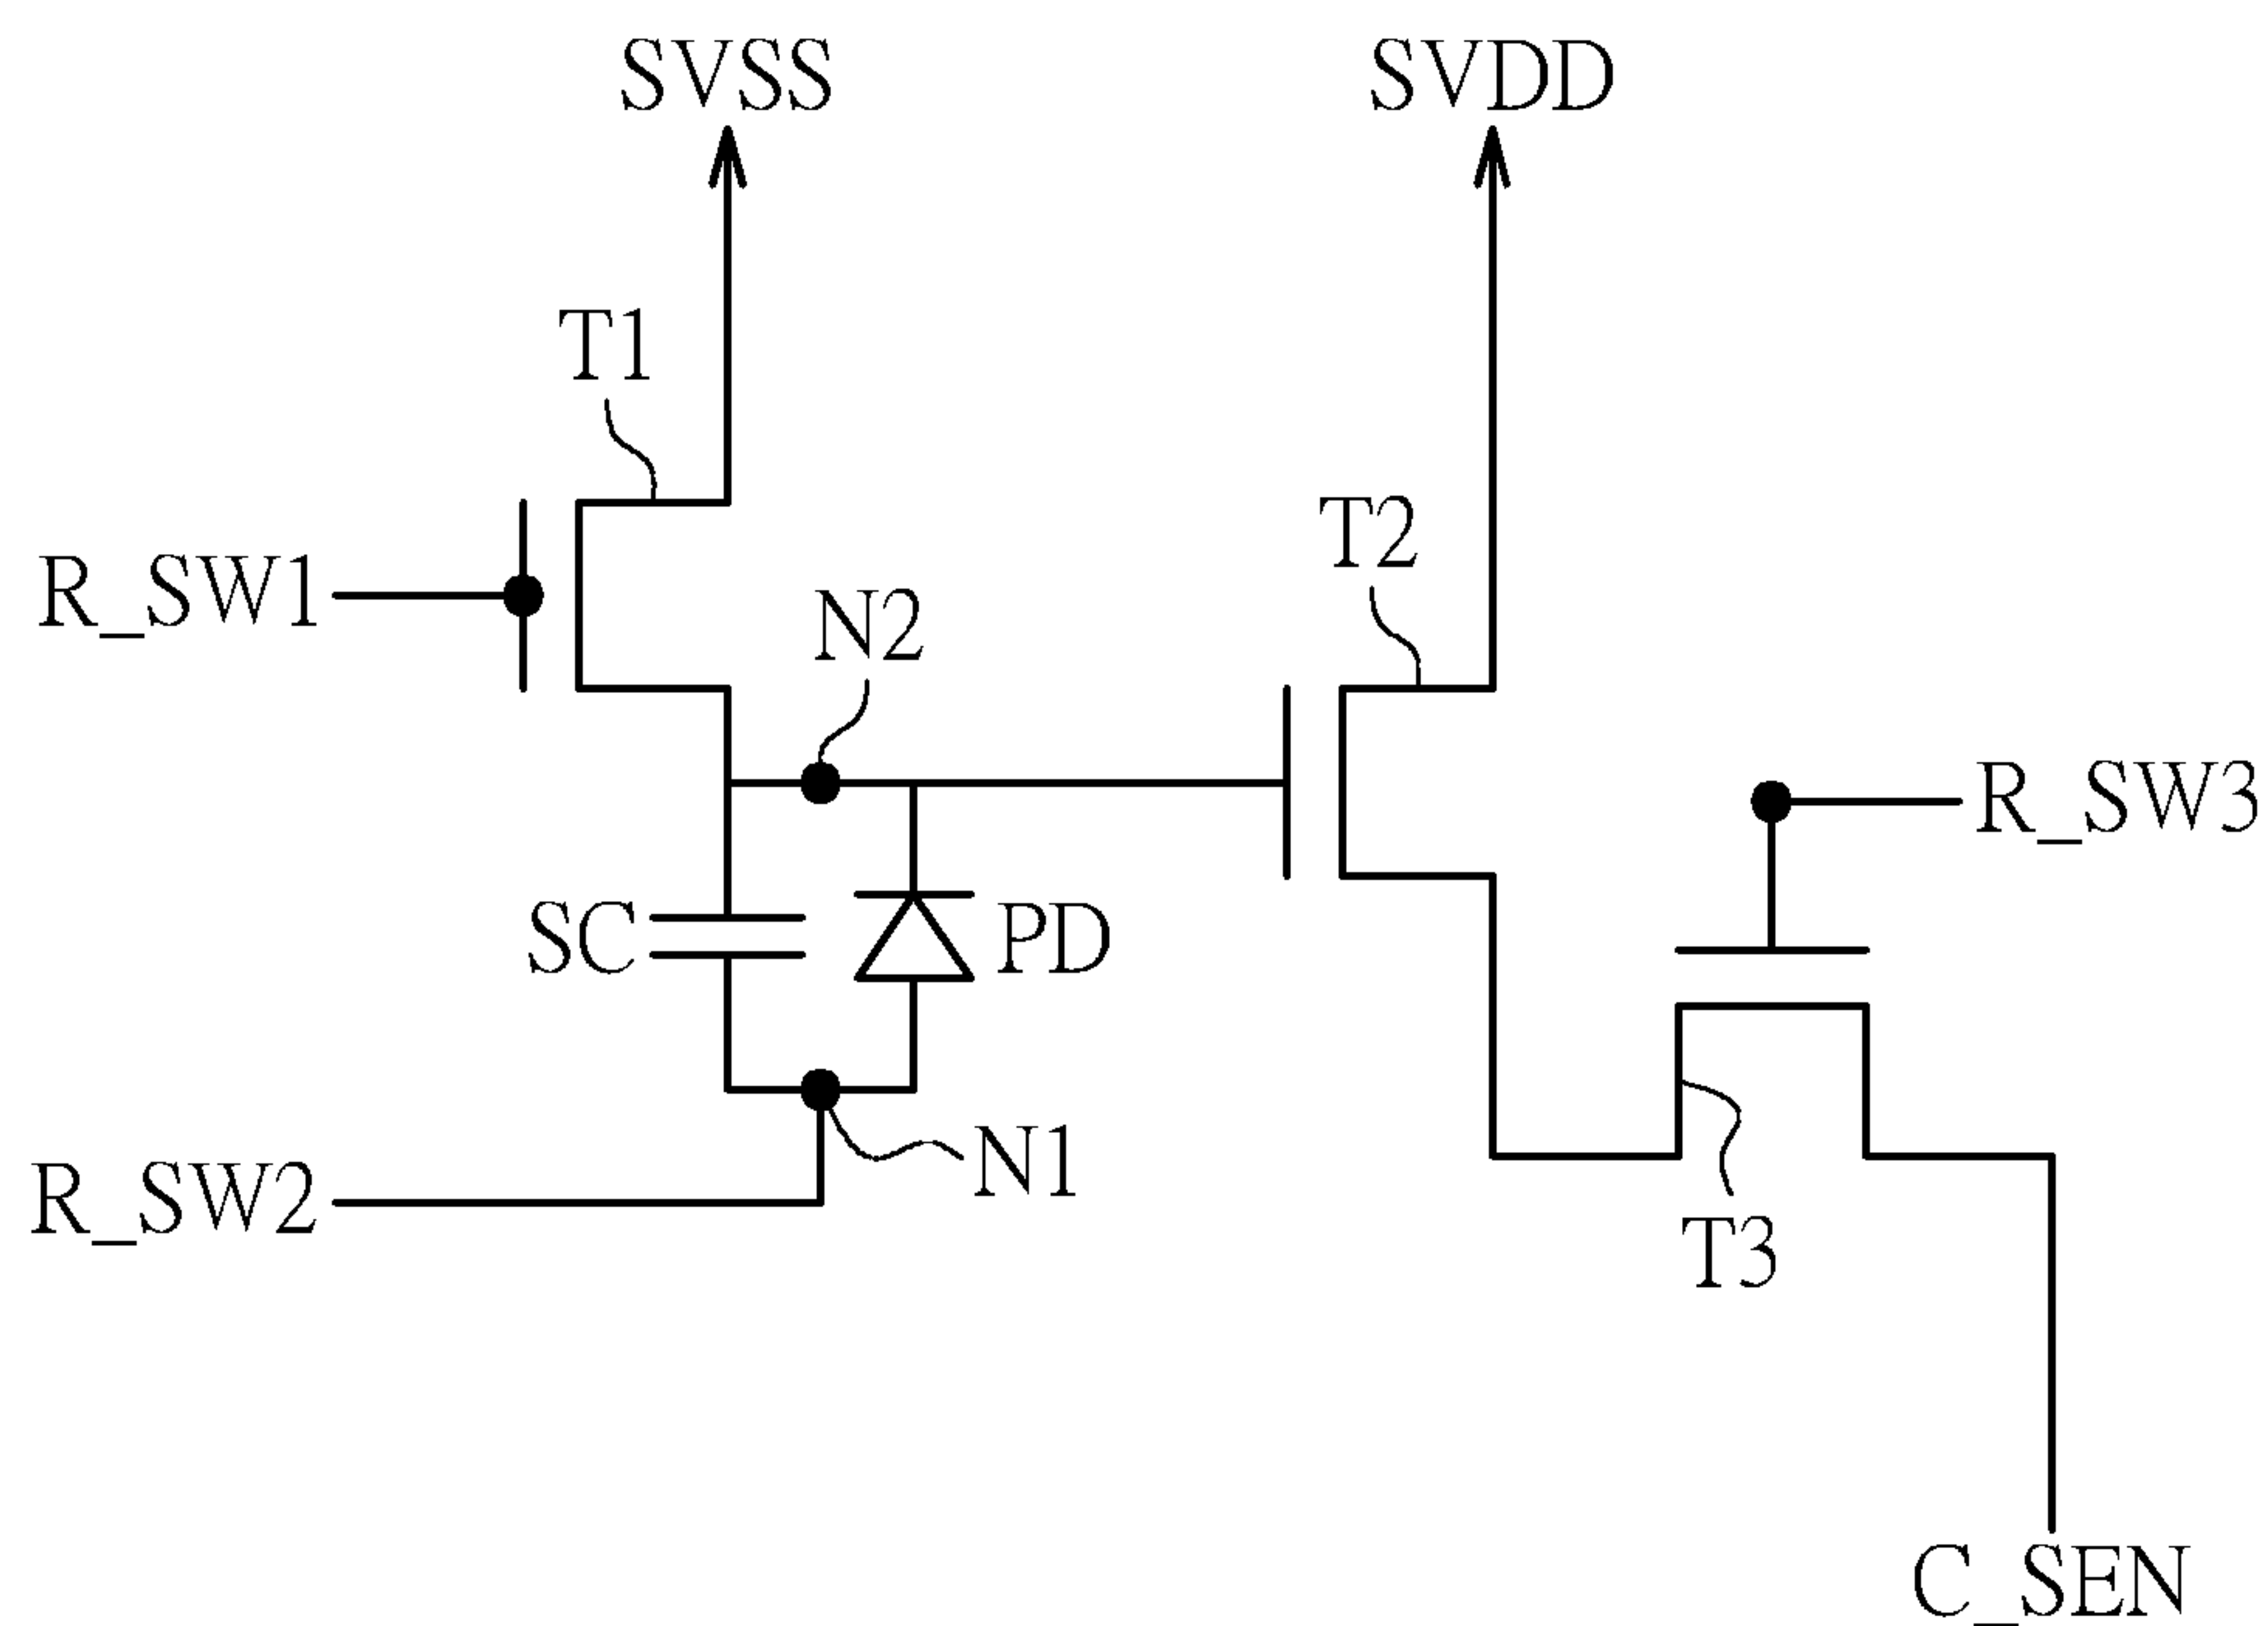 SVSS
SVDD
T1
T2
R_SW1
N2
R_SW3
SC
PD
N1
R_SW2
T3
C_SEN